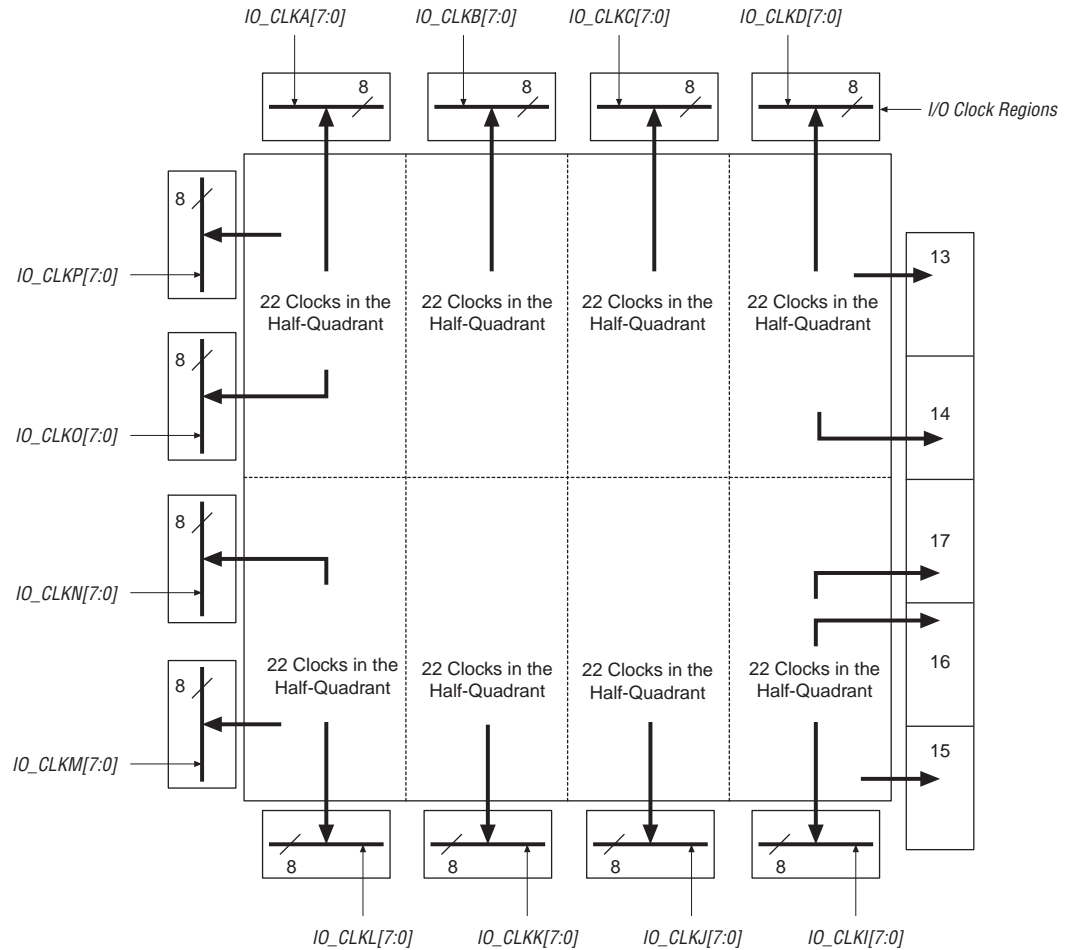 IO_CLKA[7:0]
IO_CLKB[7:0]
IO_CLKC[7:0]
IO_CLKD[7:0]
8
8
8
8
I/O Clock Regions
8
IO_CLKP[7:0]
13
22 Clocks in the
Half-Quadrant
22 Clocks in the
Half-Quadrant
22 Clocks in the
Half-Quadrant
22 Clocks in the
Half-Quadrant
8
IO_CLKO[7:0]
14
8
IO_CLKN[7:0]
17
22 Clocks in the
Half-Quadrant
22 Clocks in the
Half-Quadrant
22 Clocks in the
Half-Quadrant
22 Clocks in the
Half-Quadrant
16
8
IO_CLKM[7:0]
15
8
8
8
8
IO_CLKL[7:0]
IO_CLKK[7:0]
IO_CLKJ[7:0]
IO_CLKI[7:0]